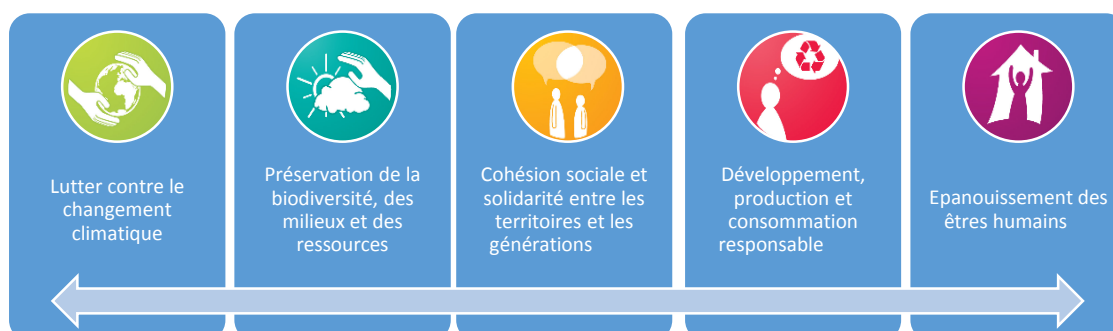 Lutter contre le
changement
climatique
Préservation de la
biodiversité, des
milieux et des
ressources
Cohésion sociale et
solidarité entre les
territoires et les
générations
Développement,
production et
consommation
responsable
Epanouissement des
êtres humains